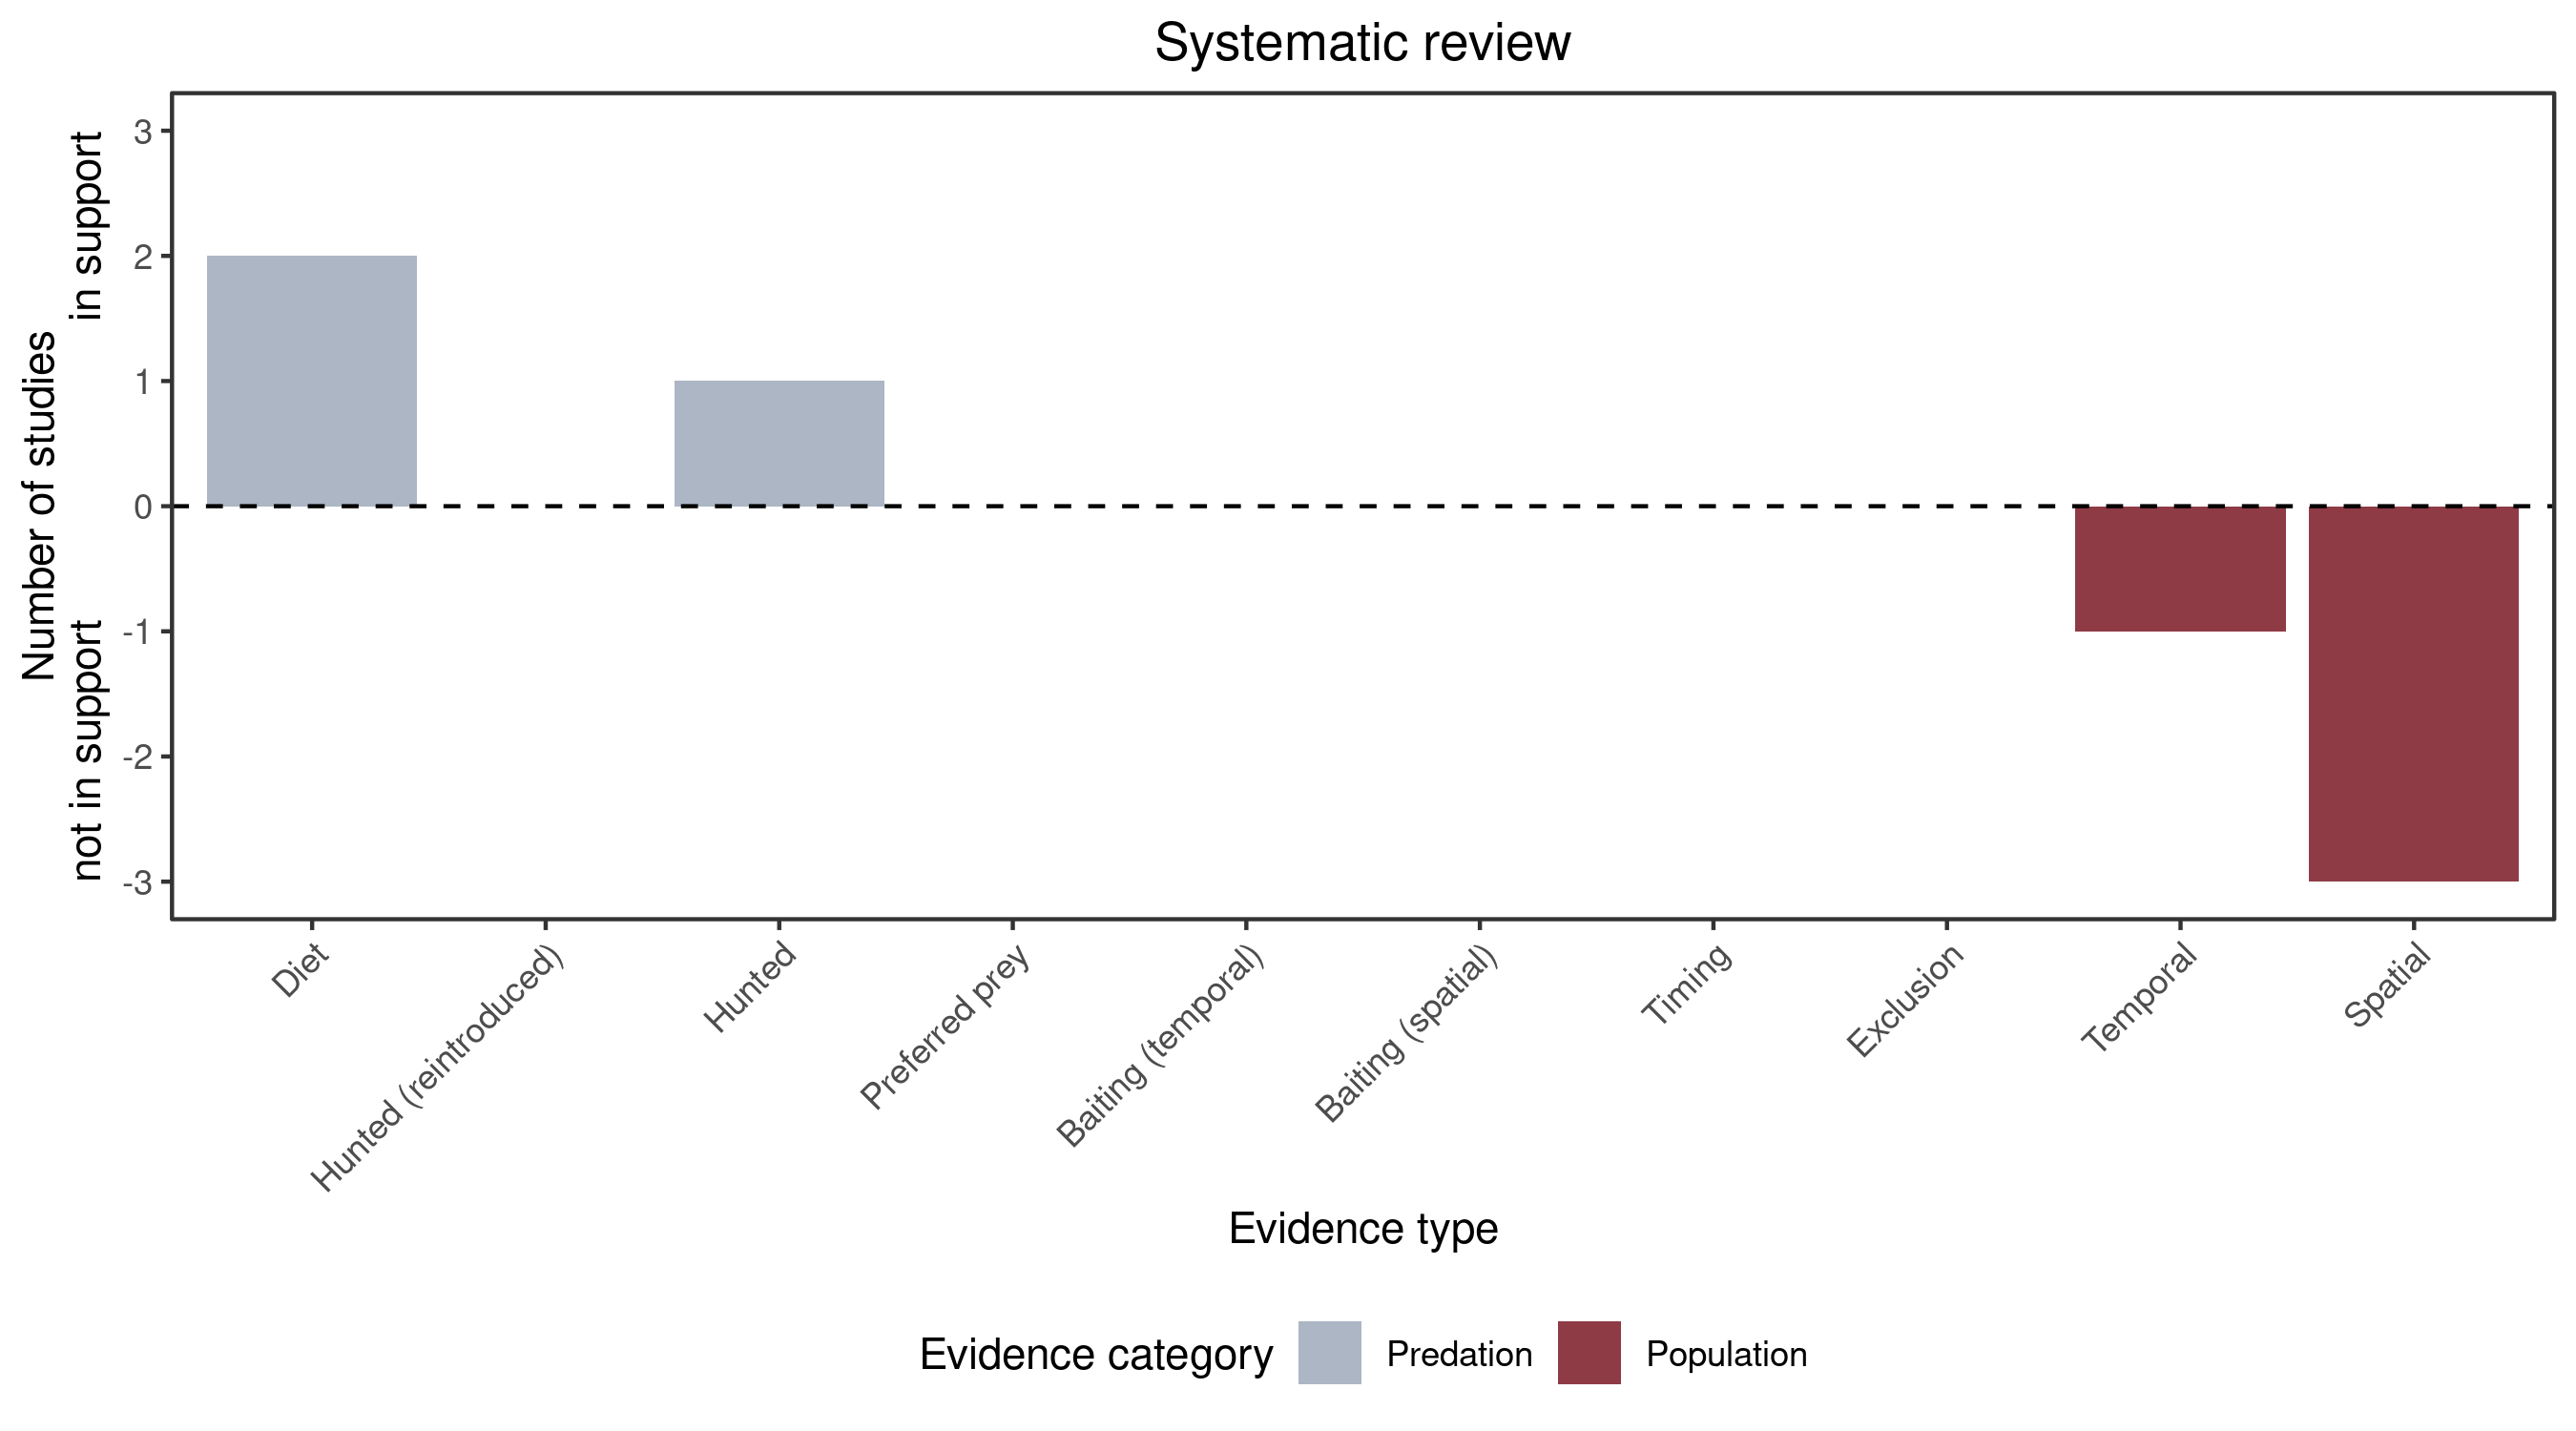 Systematic review
Number of studies
not in support in support
3
2
1
0
-1
-2
-3
Diet
Hunted (reintroduced)
Hunted
Preferred prey
Baiting (temporal)
Baiting (spatial)
Timing
Exclusion
Temporal
Spatial
Evidence type
Evidence category Predation Population